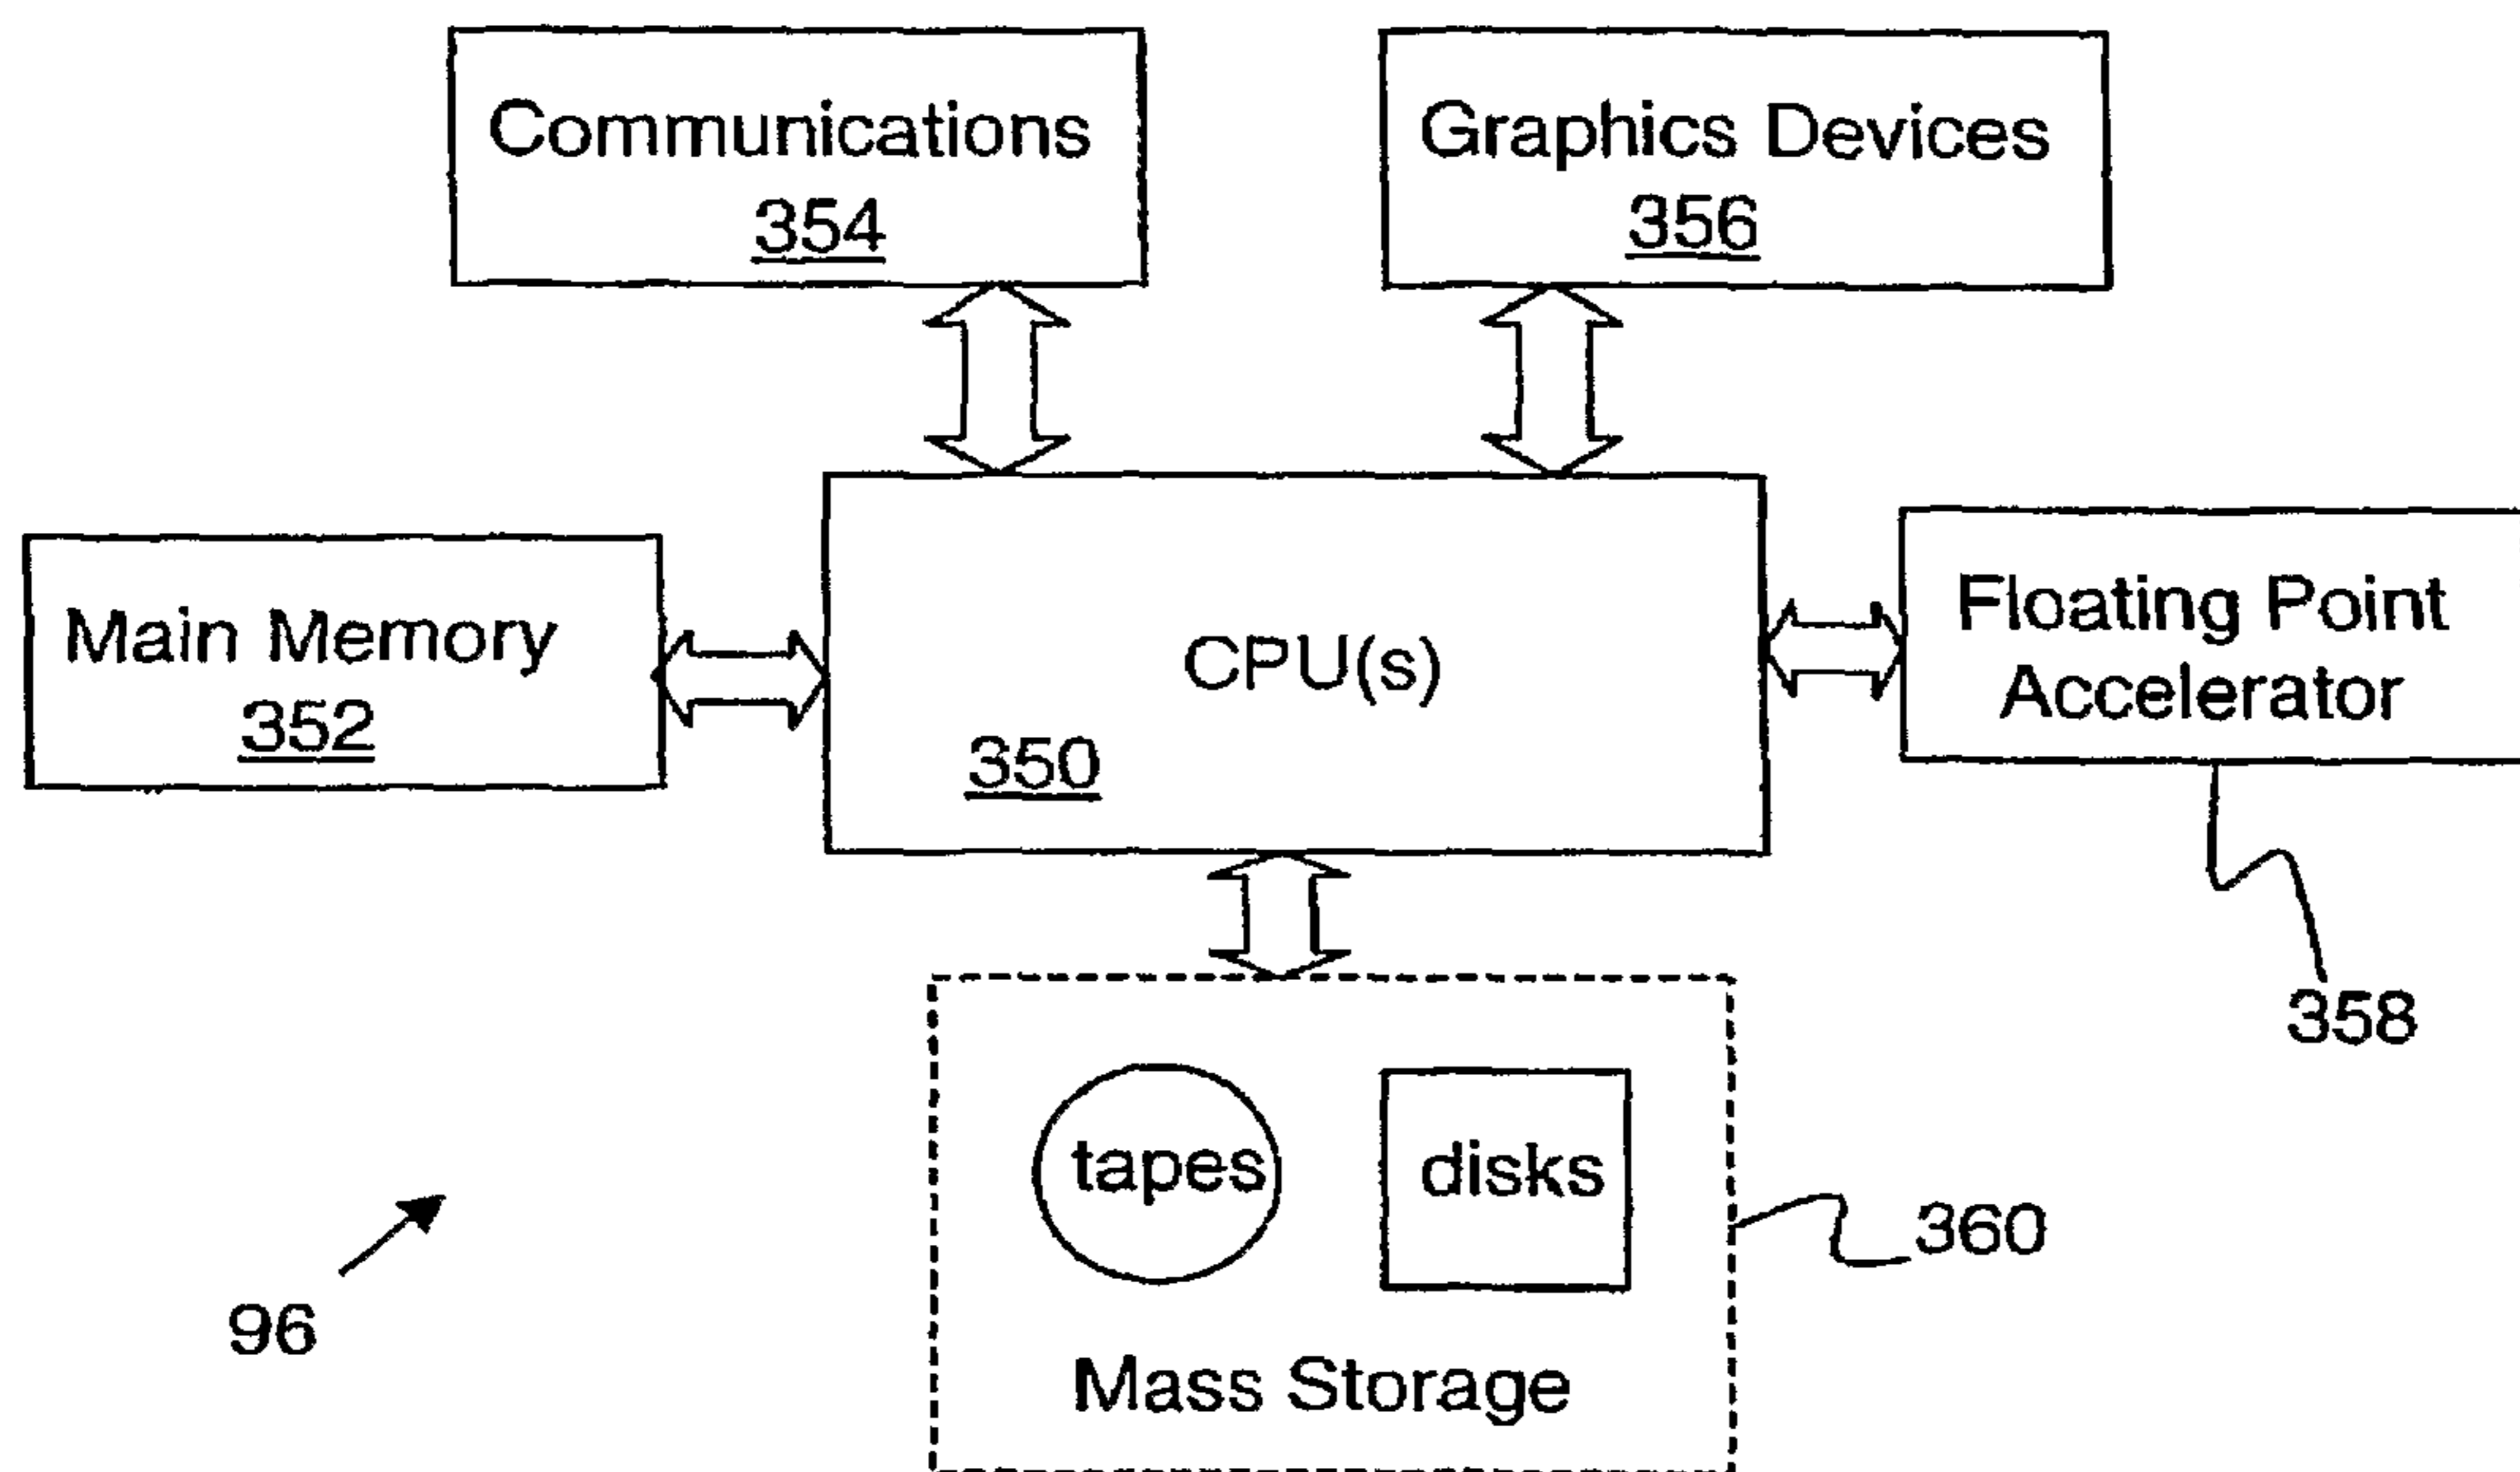 Communications
354
Graphics Devices
356
Main Memory
352
CPU(s)
350
Floating Point
Accelerator
358
tapes
disks
360
Mass Storage
96